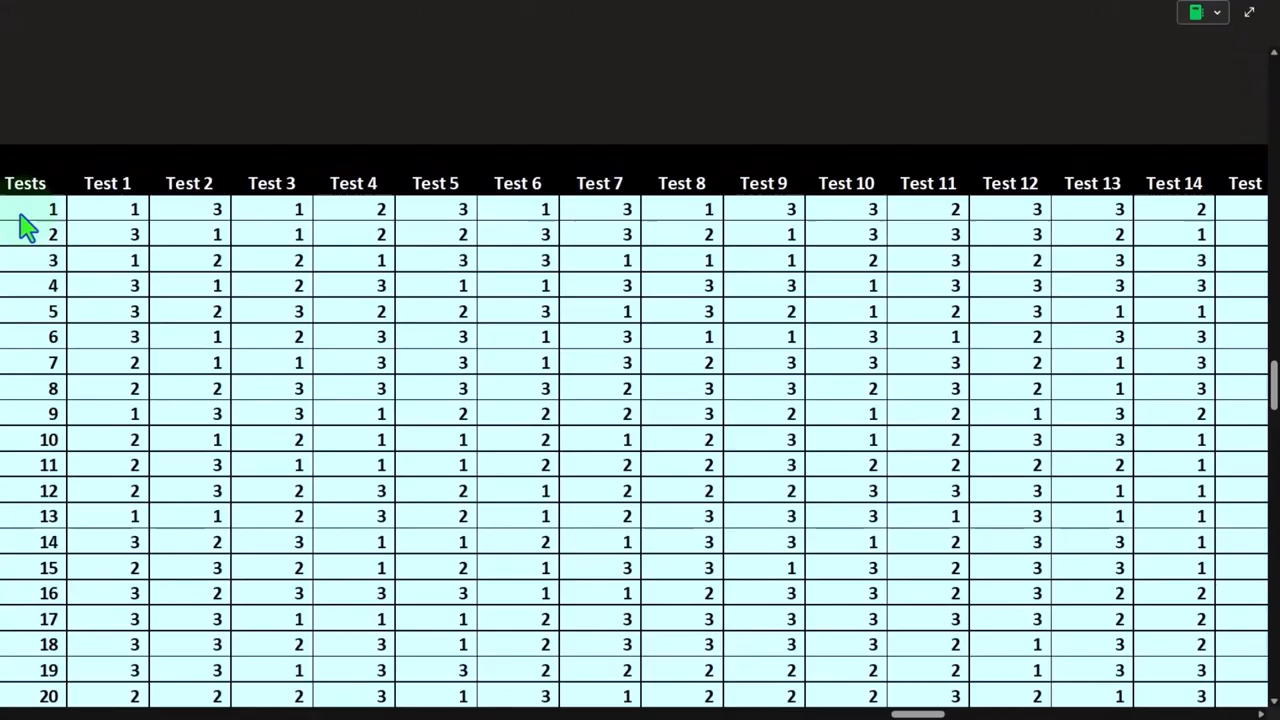 Tests Test 1 Test 2 Test 3 Test 4 Test 5 Test 6 Test 7 Test 8 Test 9 Test 10 Test 11 Test 12 Test 13 Test 14 Test
1 1 3 1 2 3 1 3 1 3 3 2 3 3 2
2 3 1 1 2 2 3 3 2 1 3 3 3 2 1
3 1 2 2 1 3 3 1 1 1 2 3 2 3 3
4 3 1 2 3 1 1 3 3 3 1 3 3 3 3
5 3 2 3 2 2 3 1 3 2 1 2 3 1 1
6 3 1 2 3 3 1 3 1 1 3 1 2 3 3
7 2 1 1 3 3 1 3 2 3 3 3 2 1 3
8 2 2 3 3 3 3 2 3 3 2 3 2 1 3
9 1 3 3 1 2 2 2 3 2 1 2 1 3 2
10 2 1 2 1 1 2 1 2 3 1 2 3 3 1
11 2 3 1 1 1 2 2 2 3 2 2 2 2 1
12 2 3 2 3 2 1 2 2 2 3 3 3 1 1
13 1 1 2 3 2 1 2 3 3 3 1 3 1 1
14 3 2 3 1 1 2 1 3 3 1 2 3 3 1
15 2 3 2 1 2 1 3 3 1 3 2 3 3 1
16 3 2 3 3 3 1 1 2 3 3 2 3 2 2
17 3 3 1 1 1 2 3 3 3 3 3 3 2 2
18 3 3 2 3 1 2 3 3 3 3 2 1 3 2
19 3 3 1 3 3 2 2 2 2 2 2 1 3 3
20 2 2 2 3 1 3 1 2 2 2 3 2 1 3